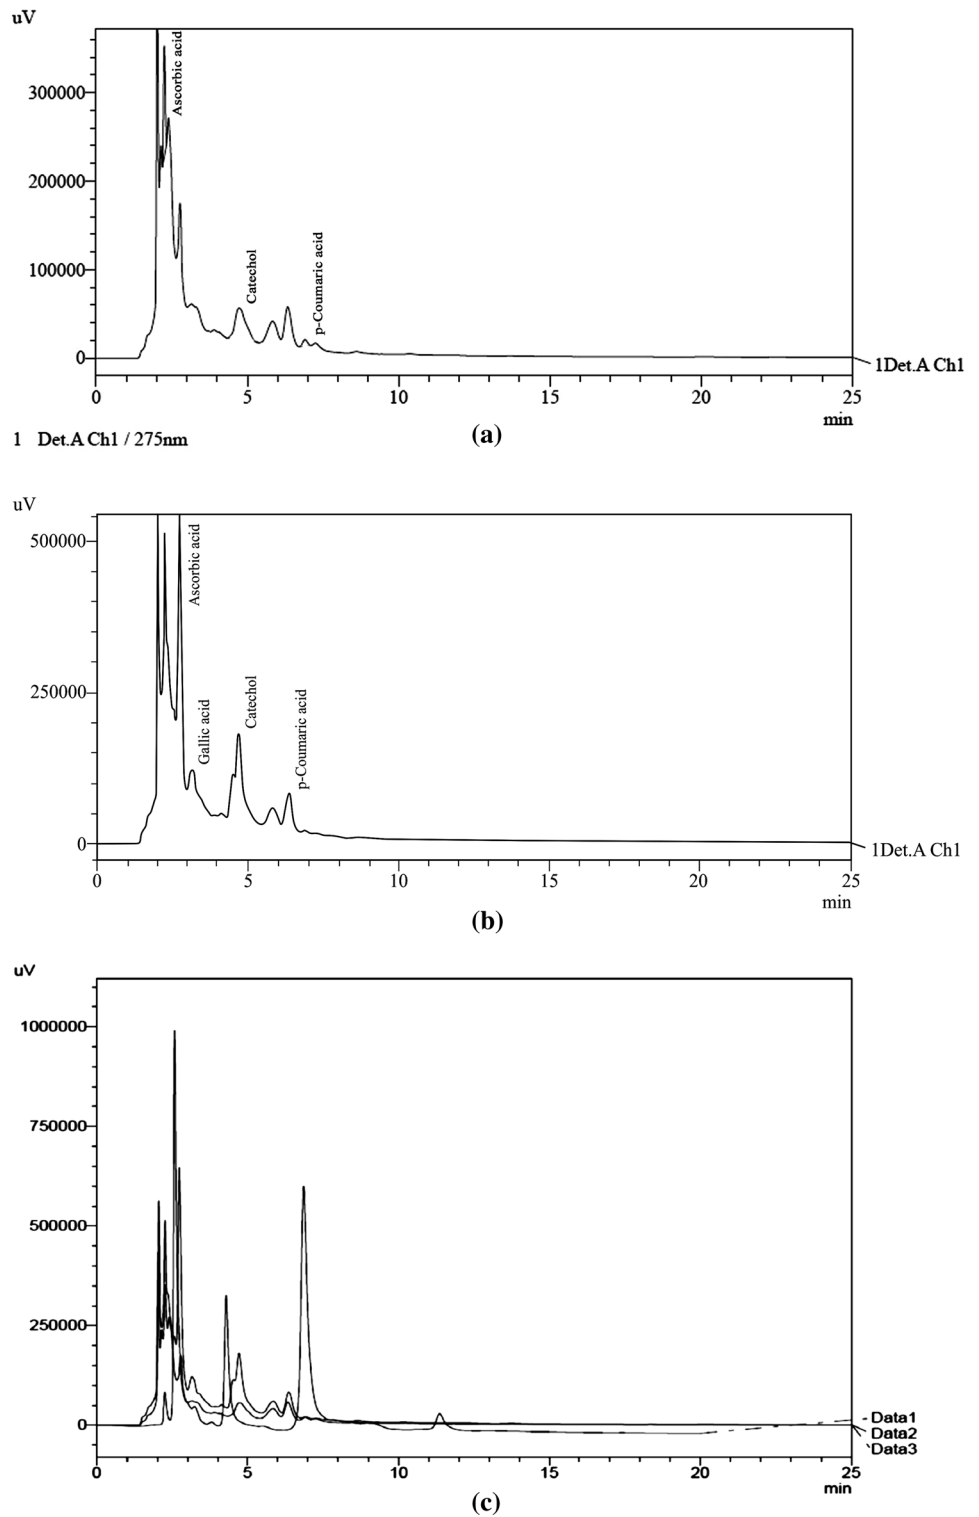 uV
Ascorbic acid
300000
200000
Catechol
p-Coumaric acid
100000
0
1Det.A Ch1
0 5 10 15 20 25
min
1 Det.A Ch1 / 275nm
(a)
uV
500000
Ascorbic acid
250000
Gallic acid
Catechol
p-Coumaric acid
0
1Det.A Ch1
0 5 10 15 20 25
min
(b)
uV
1000000
750000
500000
250000
0
Data1
Data2
Data3
0 5 10 15 20 25
min
(c)